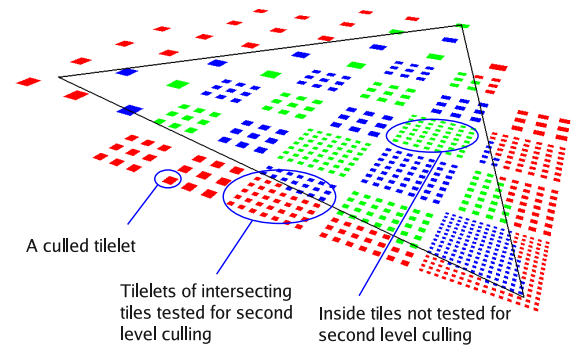 A culled tilelet
Tilelets of intersecting
tiles tested for second
level culling
Inside tiles not tested for
second level culling